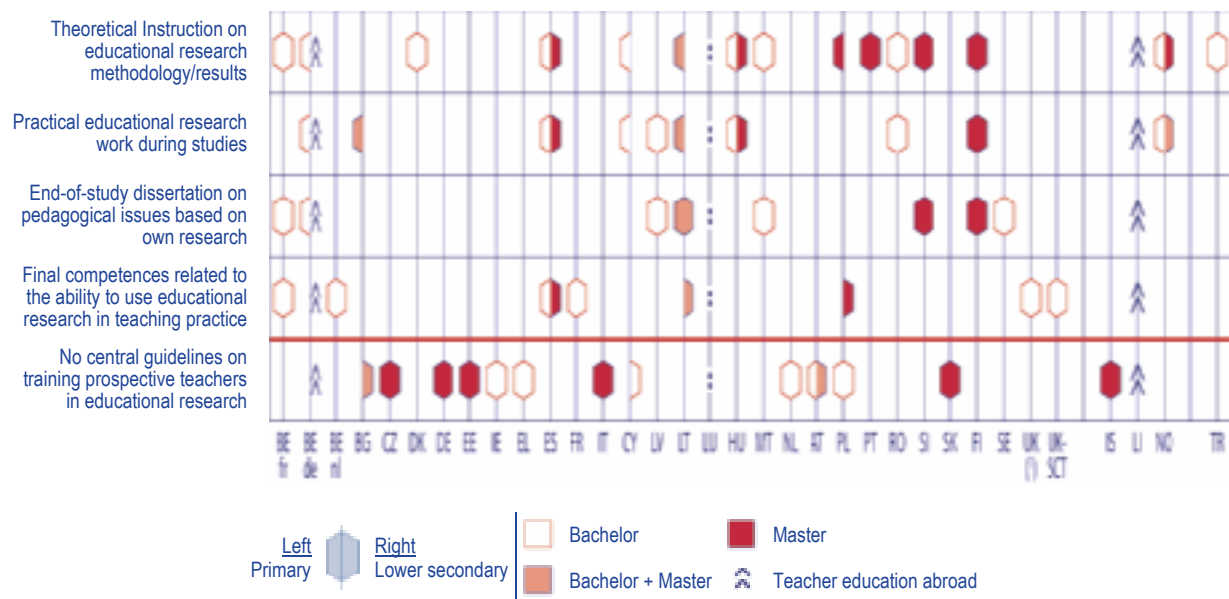 Theoretical Instruction on
educational research
methodology/results
Practical educational research
work during studies
End-of-study dissertation on
pedagogical issues based on
own research
Final competences related to
the ability to use educational
research in teaching practice
No central guidelines on
training prospective teachers
in educational research
BE BE BE BG CZ DK DE EE IE EL ES FR IT CY LV LT LU HU MT NL AT PL PT RO SI SK FI SE UK UK- IS LI NO TR
fr de nl (¹) SCT
Left Right
Primary Lower secondary
Bachelor Master
Bachelor + Master Teacher education abroad